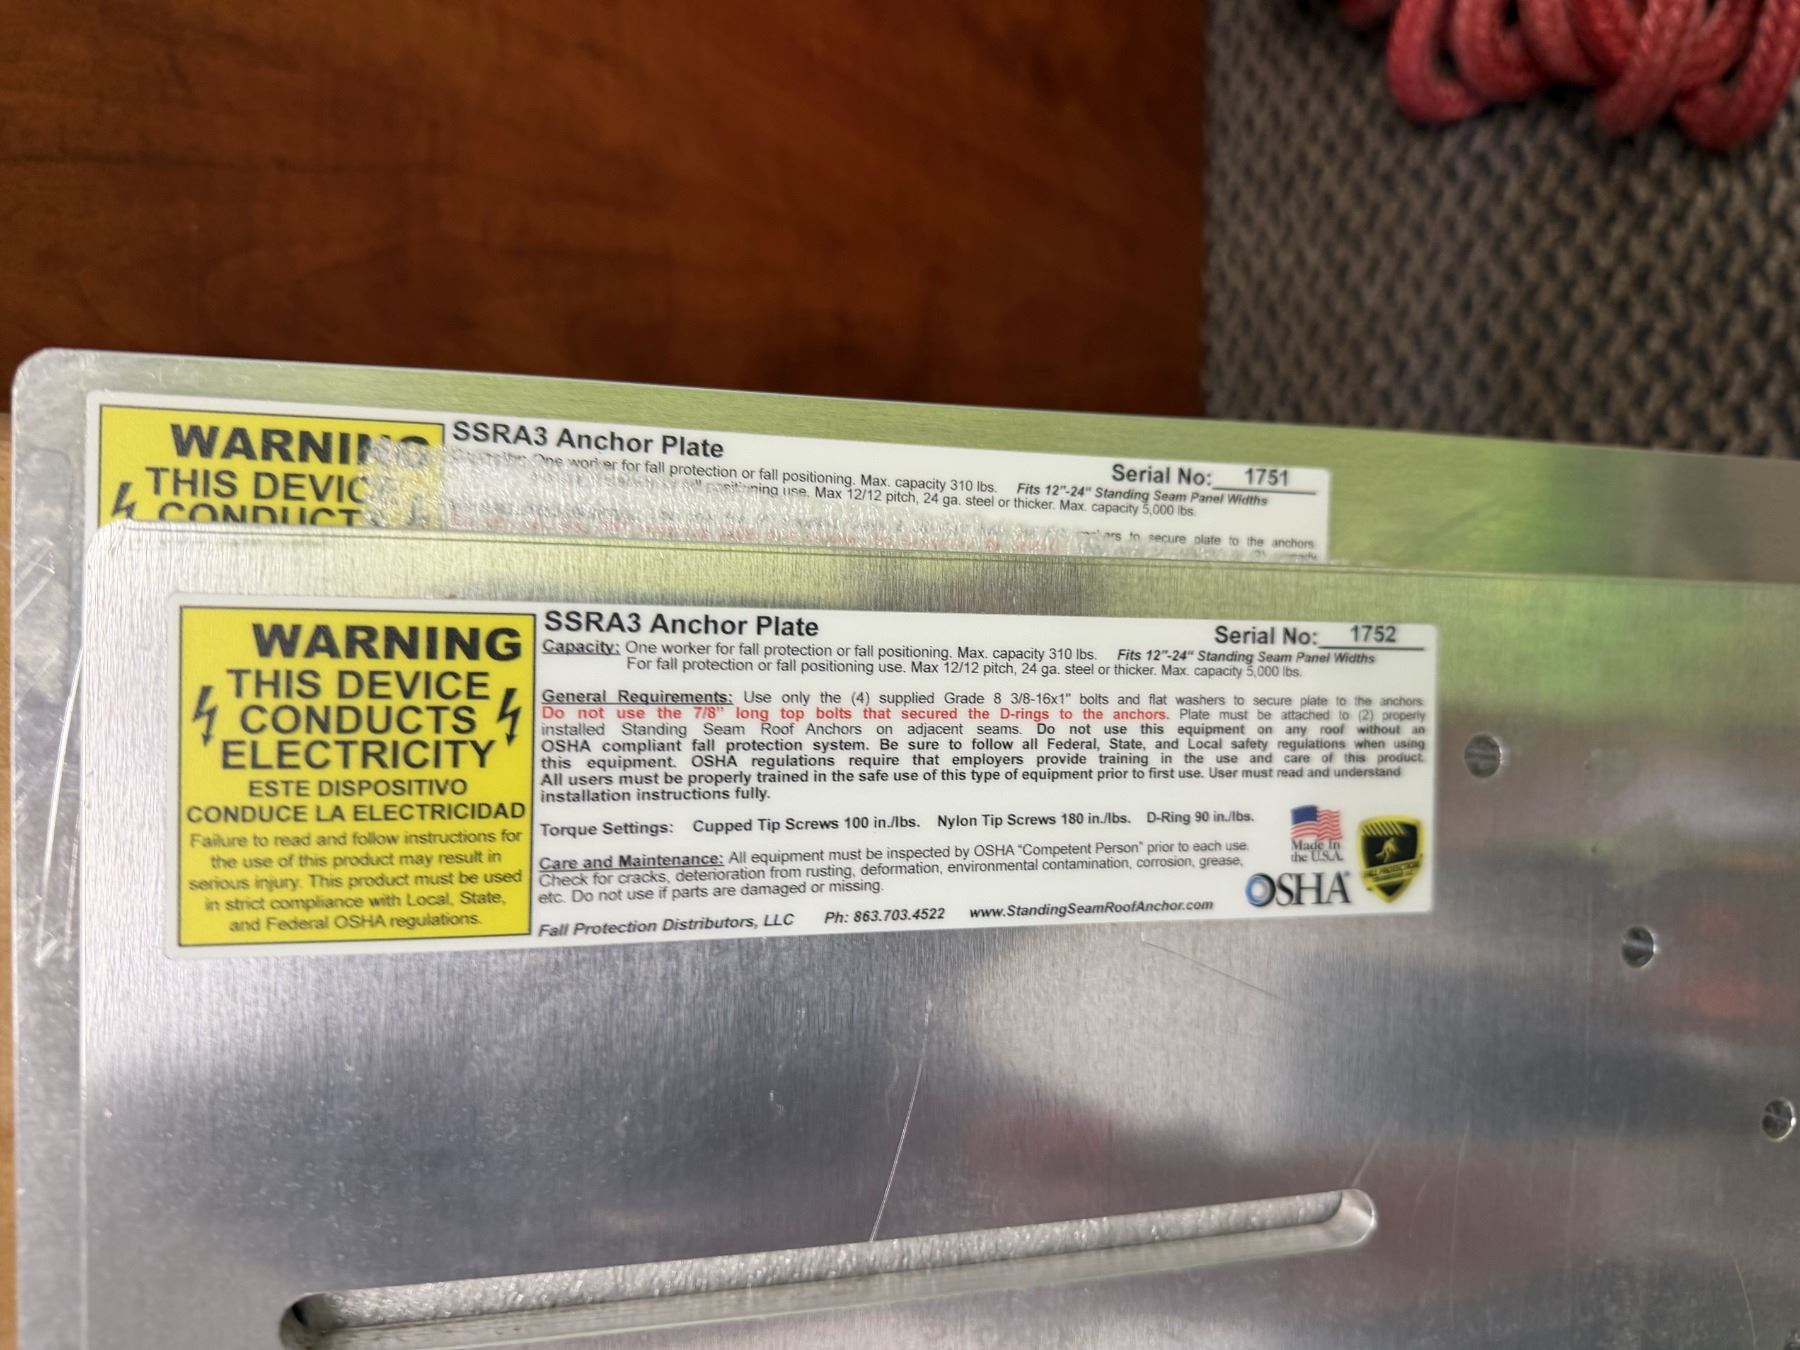 WARNING
THIS DEVIC
CONDUCT
SSRA3 Anchor Plate
Serial No: 1751
One worker for fall protection or fall positioning. Max. capacity 310 lbs. Fits 12"-24" Standing Seam Panel Widths
positioning use. Max 12/12 pitch, 24 ga. steel or thicker. Max. capacity 5,000 lbs.
to secure plate to the anchors.
WARNING
THIS DEVICE
CONDUCTS
ELECTRICITY
ESTE DISPOSITIVO
CONDUCE LA ELECTRICIDAD
Failure to read and follow instructions for
the use of this product may result in
serious injury. This product must be used
in strict compliance with Local, State,
and Federal OSHA regulations.
SSRA3 Anchor Plate
Serial No: 1752
Capacity: One worker for fall protection or fall positioning. Max. capacity 310 lbs. Fits 12"-24" Standing Seam Panel Widths
For fall protection or fall positioning use. Max 12/12 pitch, 24 ga. steel or thicker. Max. capacity 5,000 lbs.
General Requirements: Use only the (4) supplied Grade 8 3/8-16x1" bolts and flat washers to secure plate to the anchors.
Do not use the 7/8" long top bolts that secured the D-rings to the anchors. Plate must be attached to (2) properly
installed Standing Seam Roof Anchors on adjacent seams. Do not use this equipment on any roof without an
OSHA compliant fall protection system. Be sure to follow all Federal, State, and Local safety regulations when using
this equipment. OSHA regulations require that employers provide training in the use and care of this product.
All users must be properly trained in the safe use of this type of equipment prior to first use. User must read and understand
installation instructions fully.
Torque Settings: Cupped Tip Screws 100 in./lbs. Nylon Tip Screws 180 in./lbs. D-Ring 90 in./lbs.
Care and Maintenance: All equipment must be inspected by OSHA "Competent Person" prior to each use.
Check for cracks, deterioration from rusting, deformation, environmental contamination, corrosion, grease,
etc. Do not use if parts are damaged or missing.
Made In
the U.S.A.
OSHA
FALL PROTECTION
Fall Protection Distributors, LLC Ph: 863.703.4522 www.StandingSeamRoofAnchor.com